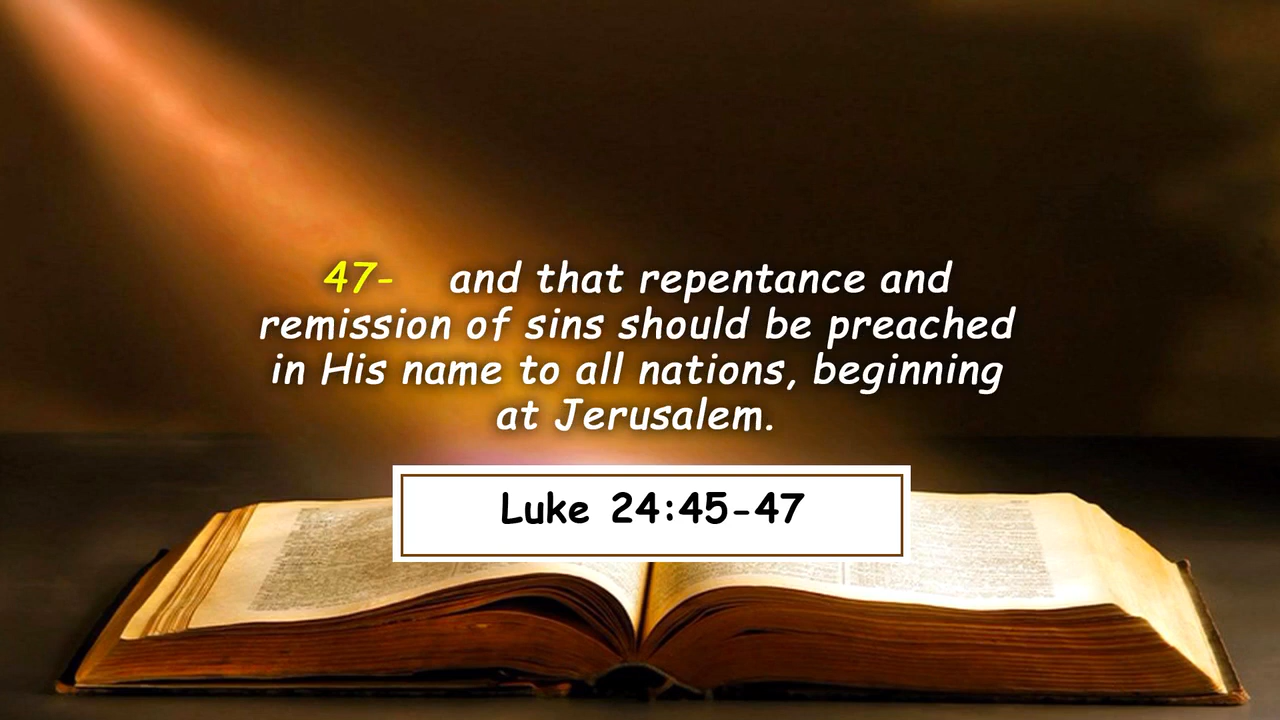 47- and that repentance and
remission of sins should be preached
in His name to all nations, beginning
at Jerusalem.
Luke 24:45-47